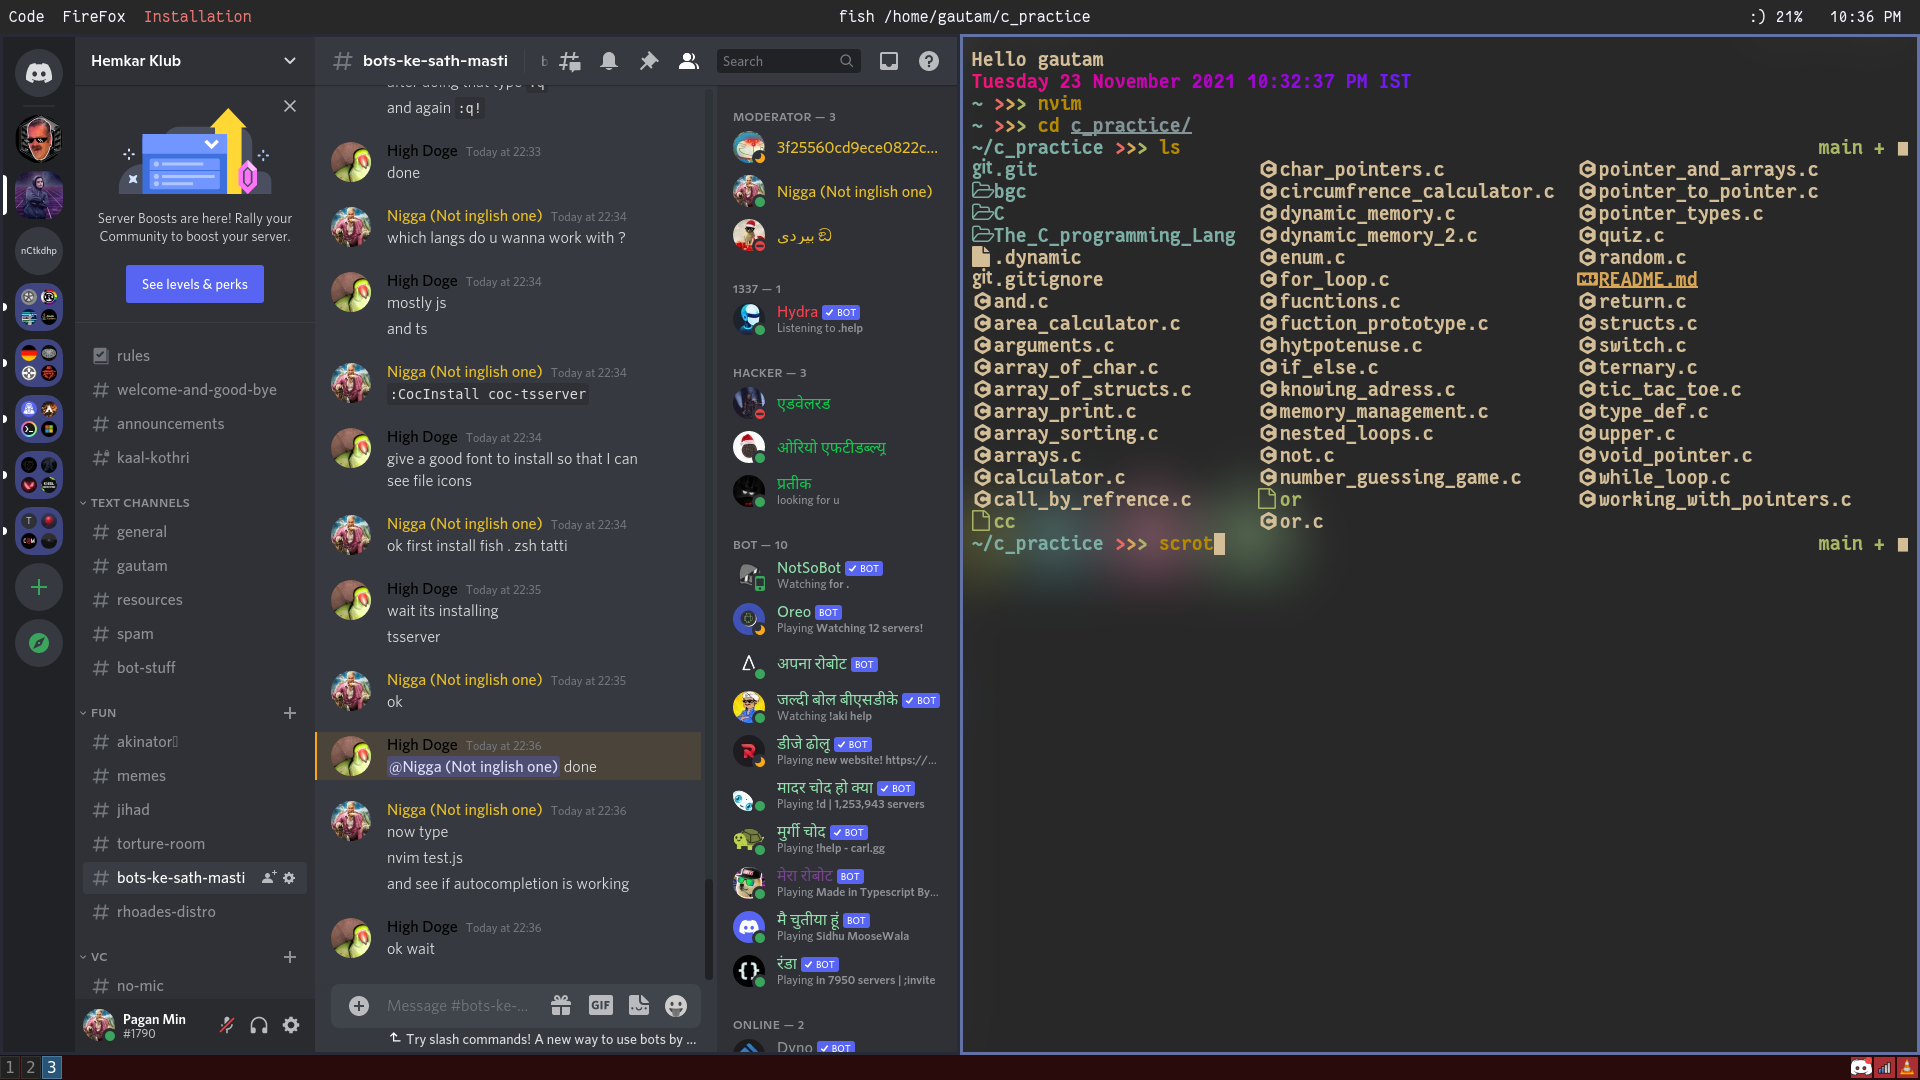 Code FireFox Installation
fish /home/gautam/c_practice
:) 21% 10:36 PM
Hemkar Klub
Server Boosts are here! Rally your
Community to boost your server.
See levels & perks
nCtkdhp
rules
welcome-and-good-bye
announcements
kaal-kothri
TEXT CHANNELS
general
gautam
resources
spam
bot-stuff
FUN
akinator
memes
jihad
torture-room
bots-ke-sath-masti
rhoades-distro
VC
no-mic
Pagan Min
#1790
# bots-ke-sath-masti
Search
after doing that type :q
and again :q!
High Doge Today at 22:33
done
Nigga (Not inglish one) Today at 22:34
which langs do u wanna work with ?
High Doge Today at 22:34
mostly js
and ts
Nigga (Not inglish one) Today at 22:34
:CocInstall coc-tsserver
High Doge Today at 22:34
give a good font to install so that I can
see file icons
Nigga (Not inglish one) Today at 22:34
ok first install fish . zsh tatti
High Doge Today at 22:35
wait its installing
tsserver
Nigga (Not inglish one) Today at 22:35
ok
High Doge Today at 22:36
@Nigga (Not inglish one) done
Nigga (Not inglish one) Today at 22:36
now type
nvim test.js
and see if autocompletion is working
High Doge Today at 22:36
ok wait
Message #bots-ke-...
GIF
Try slash commands! A new way to use bots by ...
MODERATOR — 3
3f25560cd9ece0822c...
Nigga (Not inglish one)
1337 — 1
Hydra BOT
Listening to .help
HACKER — 3
एडवेलरड
ओरियो एफटीडब्ल्यू
प्रतीक
looking for u
BOT — 10
NotSoBot BOT
Watching for .
Oreo BOT
Playing Watching 12 servers!
अपना रोबोट BOT
जल्दी बोल बीएसडीके BOT
Watching !aki help
डीजे ढोलू BOT
Playing new website! https://...
मादर चोद हो क्या BOT
Playing !d | 1,253,943 servers
मुर्गी चोद BOT
Playing !help - carl.gg
मेरा रोबोट BOT
Playing Made in Typescript By...
मै चुतीया हूं BOT
Playing Sidhu MooseWala
रंडा BOT
Playing in 7950 servers | ;invite
ONLINE — 2
Dyno BOT
Hello gautam
Tuesday 23 November 2021 10:32:37 PM IST
~ >>> nvim
~ >>> cd c_practice/
~/c_practice >>> ls main +
git .git char_pointers.c pointer_and_arrays.c
bgc circumfrence_calculator.c pointer_to_pointer.c
C dynamic_memory.c pointer_types.c
The_C_programming_Lang dynamic_memory_2.c quiz.c
.dynamic enum.c random.c
git .gitignore for_loop.c README.md
and.c fucntions.c return.c
area_calculator.c fuction_prototype.c structs.c
arguments.c hytpotenuse.c switch.c
array_of_char.c if_else.c ternary.c
array_of_structs.c knowing_adress.c tic_tac_toe.c
array_print.c memory_management.c type_def.c
array_sorting.c nested_loops.c upper.c
arrays.c not.c void_pointer.c
calculator.c number_guessing_game.c while_loop.c
call_by_refrence.c or working_with_pointers.c
cc or.c
~/c_practice >>> scrot main +
1 2 3